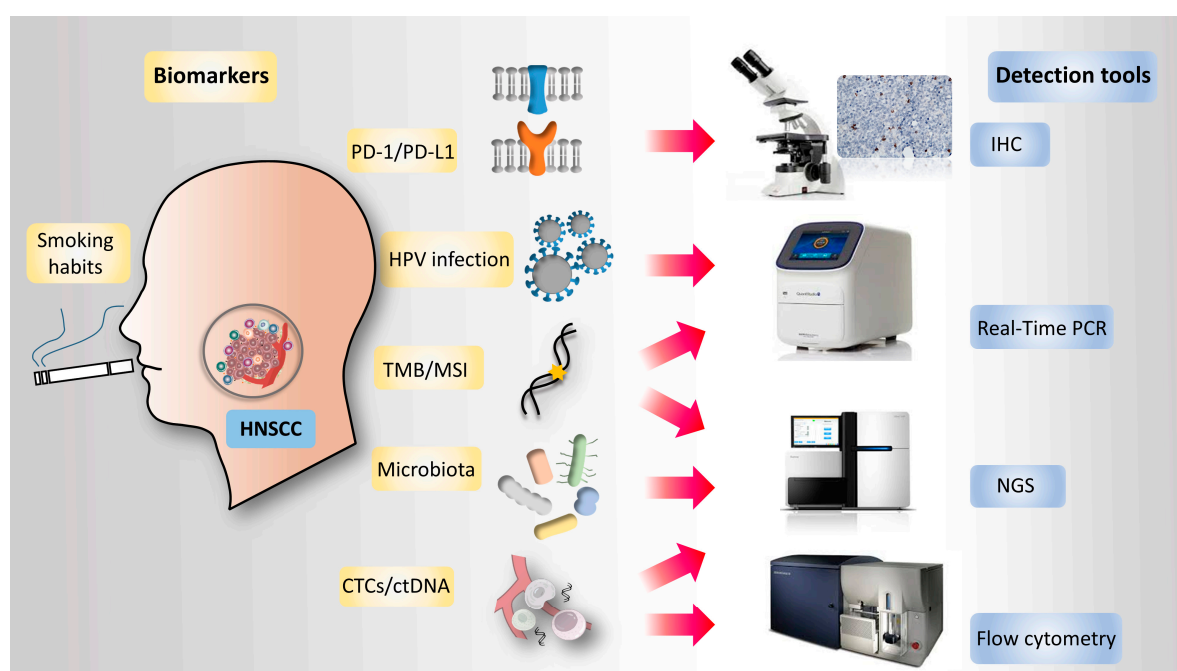 Biomarkers
Detection tools
PD-1/PD-L1
IHC
Smoking
habits
HPV infection
Real-Time PCR
TMB/MSI
HNSCC
Microbiota
NGS
CTCs/ctDNA
Flow cytometry